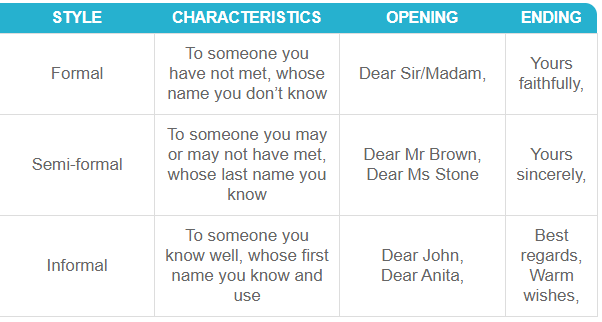 STYLE CHARACTERISTICS OPENING ENDING
Formal
To someone you
have not met, whose
name you don’t know
Dear Sir/Madam,
Yours
faithfully,
Semi-formal
To someone you may
or may not have met,
whose last name you
know
Dear Mr Brown,
Dear Ms Stone
Yours
sincerely,
Informal
To someone you
know well, whose first
name you know and
use
Dear John,
Dear Anita,
Best
regards,
Warm
wishes,